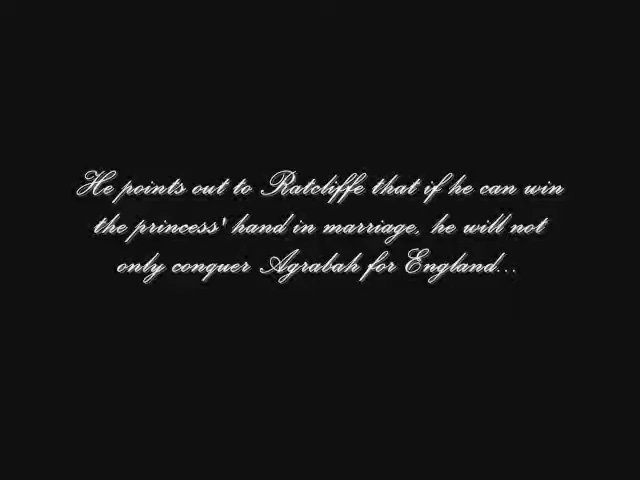 He points out to Ratcliffe that if he can win
the princess' hand in marriage, he will not
only conquer Agrabah for England...